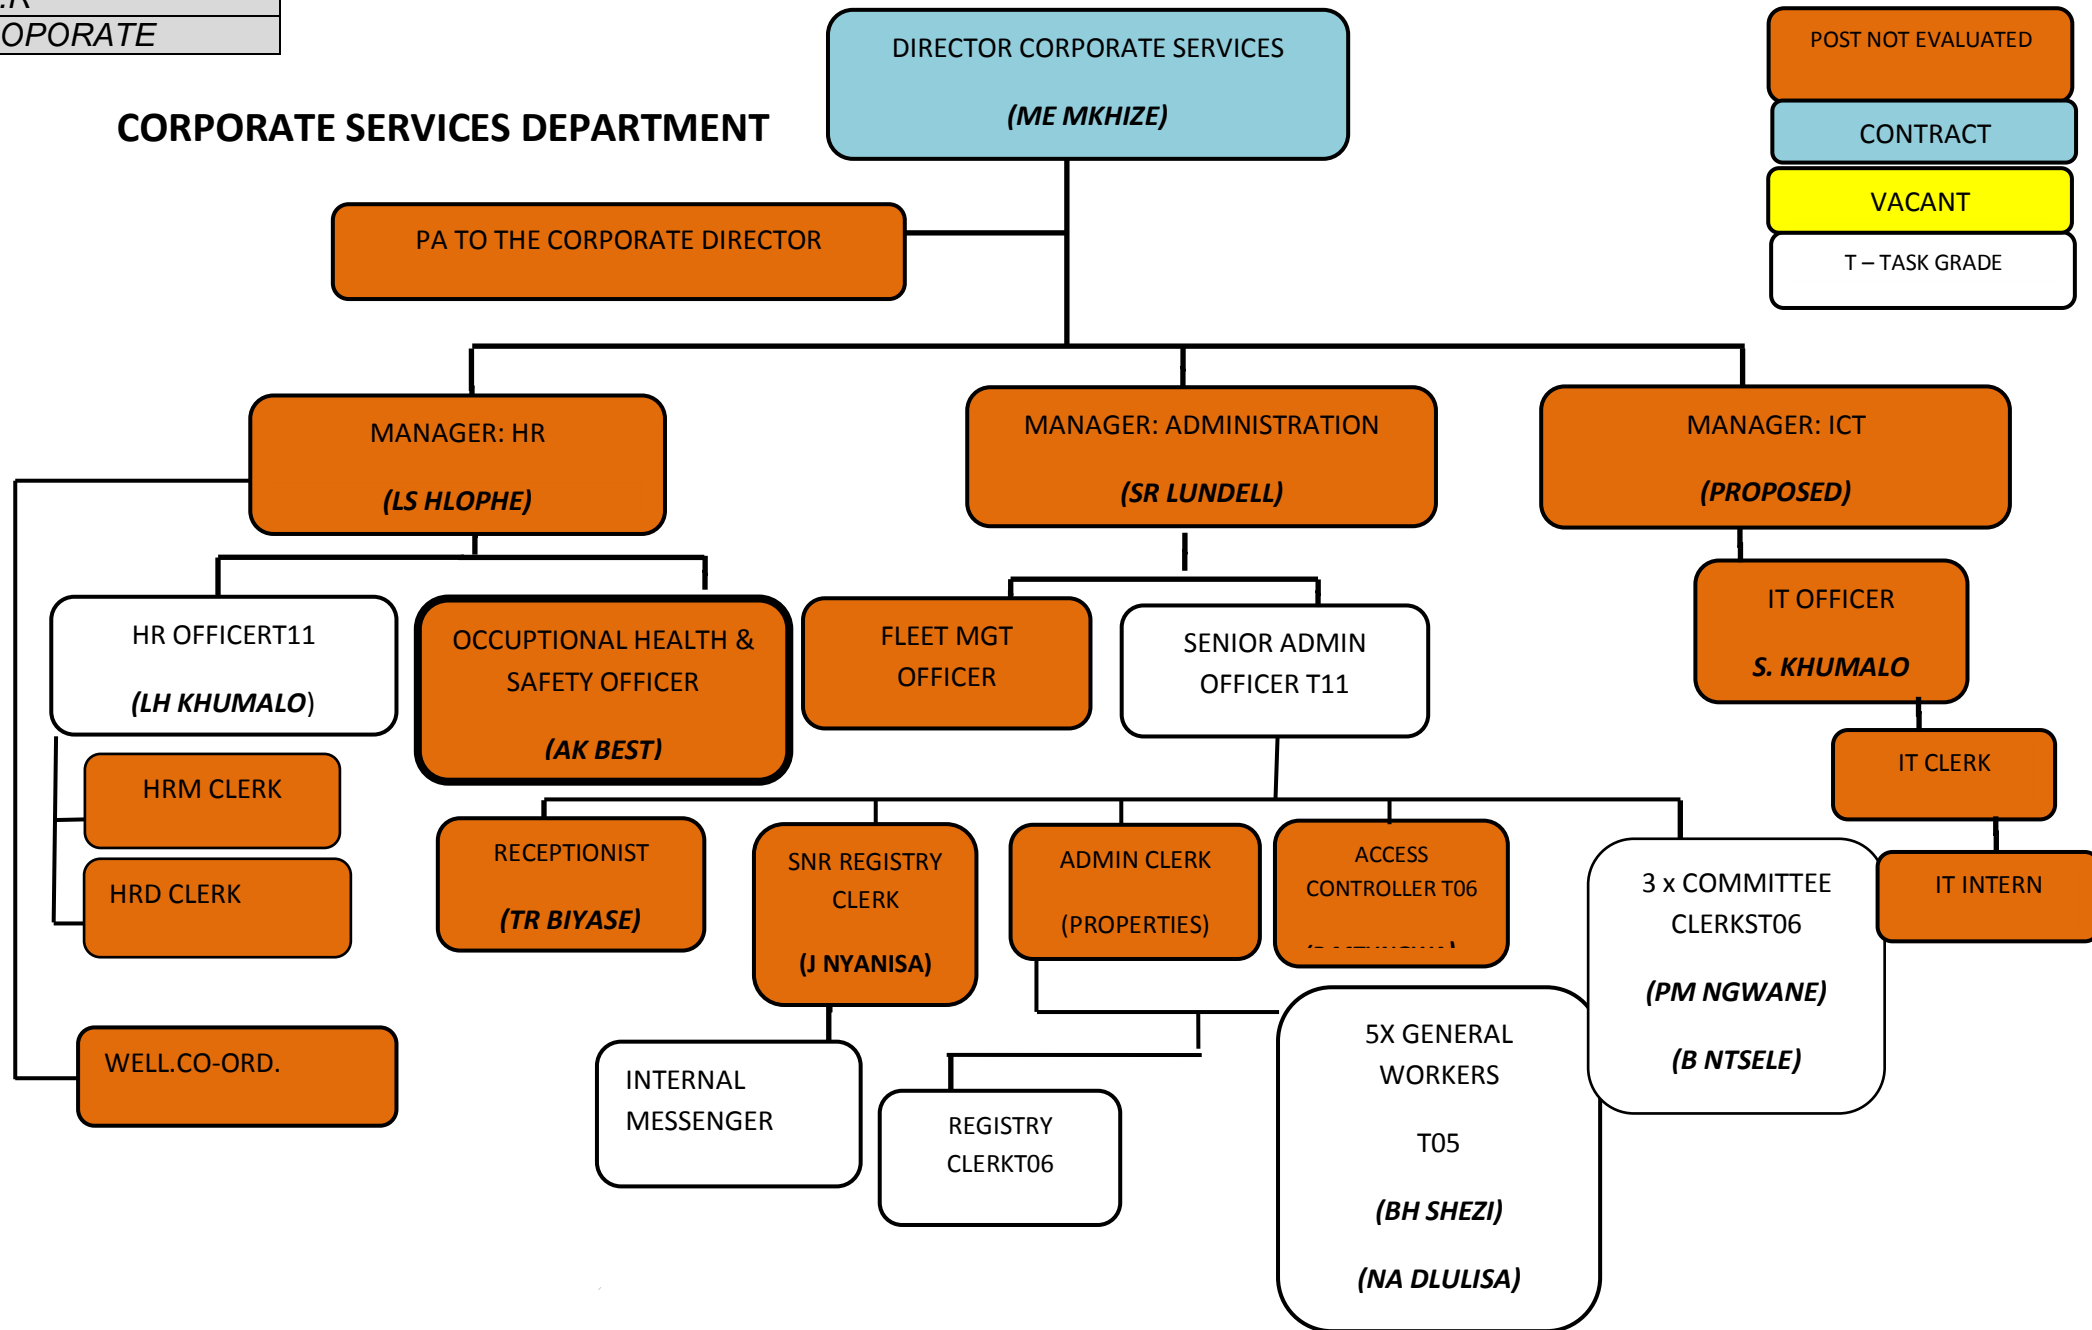 .R
OPORATE
DIRECTOR CORPORATE SERVICES
(ME MKHIZE)
POST NOT EVALUATED
CONTRACT
VACANT
T – TASK GRADE
CORPORATE SERVICES DEPARTMENT
PA TO THE CORPORATE DIRECTOR
MANAGER: HR
(LS HLOPHE)
MANAGER: ADMINISTRATION
(SR LUNDELL)
MANAGER: ICT
(PROPOSED)
HR OFFICERT11
(LH KHUMALO)
OCCUPTIONAL HEALTH &
SAFETY OFFICER
(AK BEST)
FLEET MGT
OFFICER
SENIOR ADMIN
OFFICER T11
IT OFFICER
S. KHUMALO
HRM CLERK
HRD CLERK
IT CLERK
RECEPTIONIST
(TR BIYASE)
SNR REGISTRY
CLERK
(J NYANISA)
ADMIN CLERK
(PROPERTIES)
ACCESS
CONTROLLER T06
3 x COMMITTEE
CLERKST06
(PM NGWANE)
(B NTSELE)
IT INTERN
WELL.CO-ORD.
INTERNAL
MESSENGER
REGISTRY
CLERKT06
5X GENERAL
WORKERS
T05
(BH SHEZI)
(NA DLULISA)